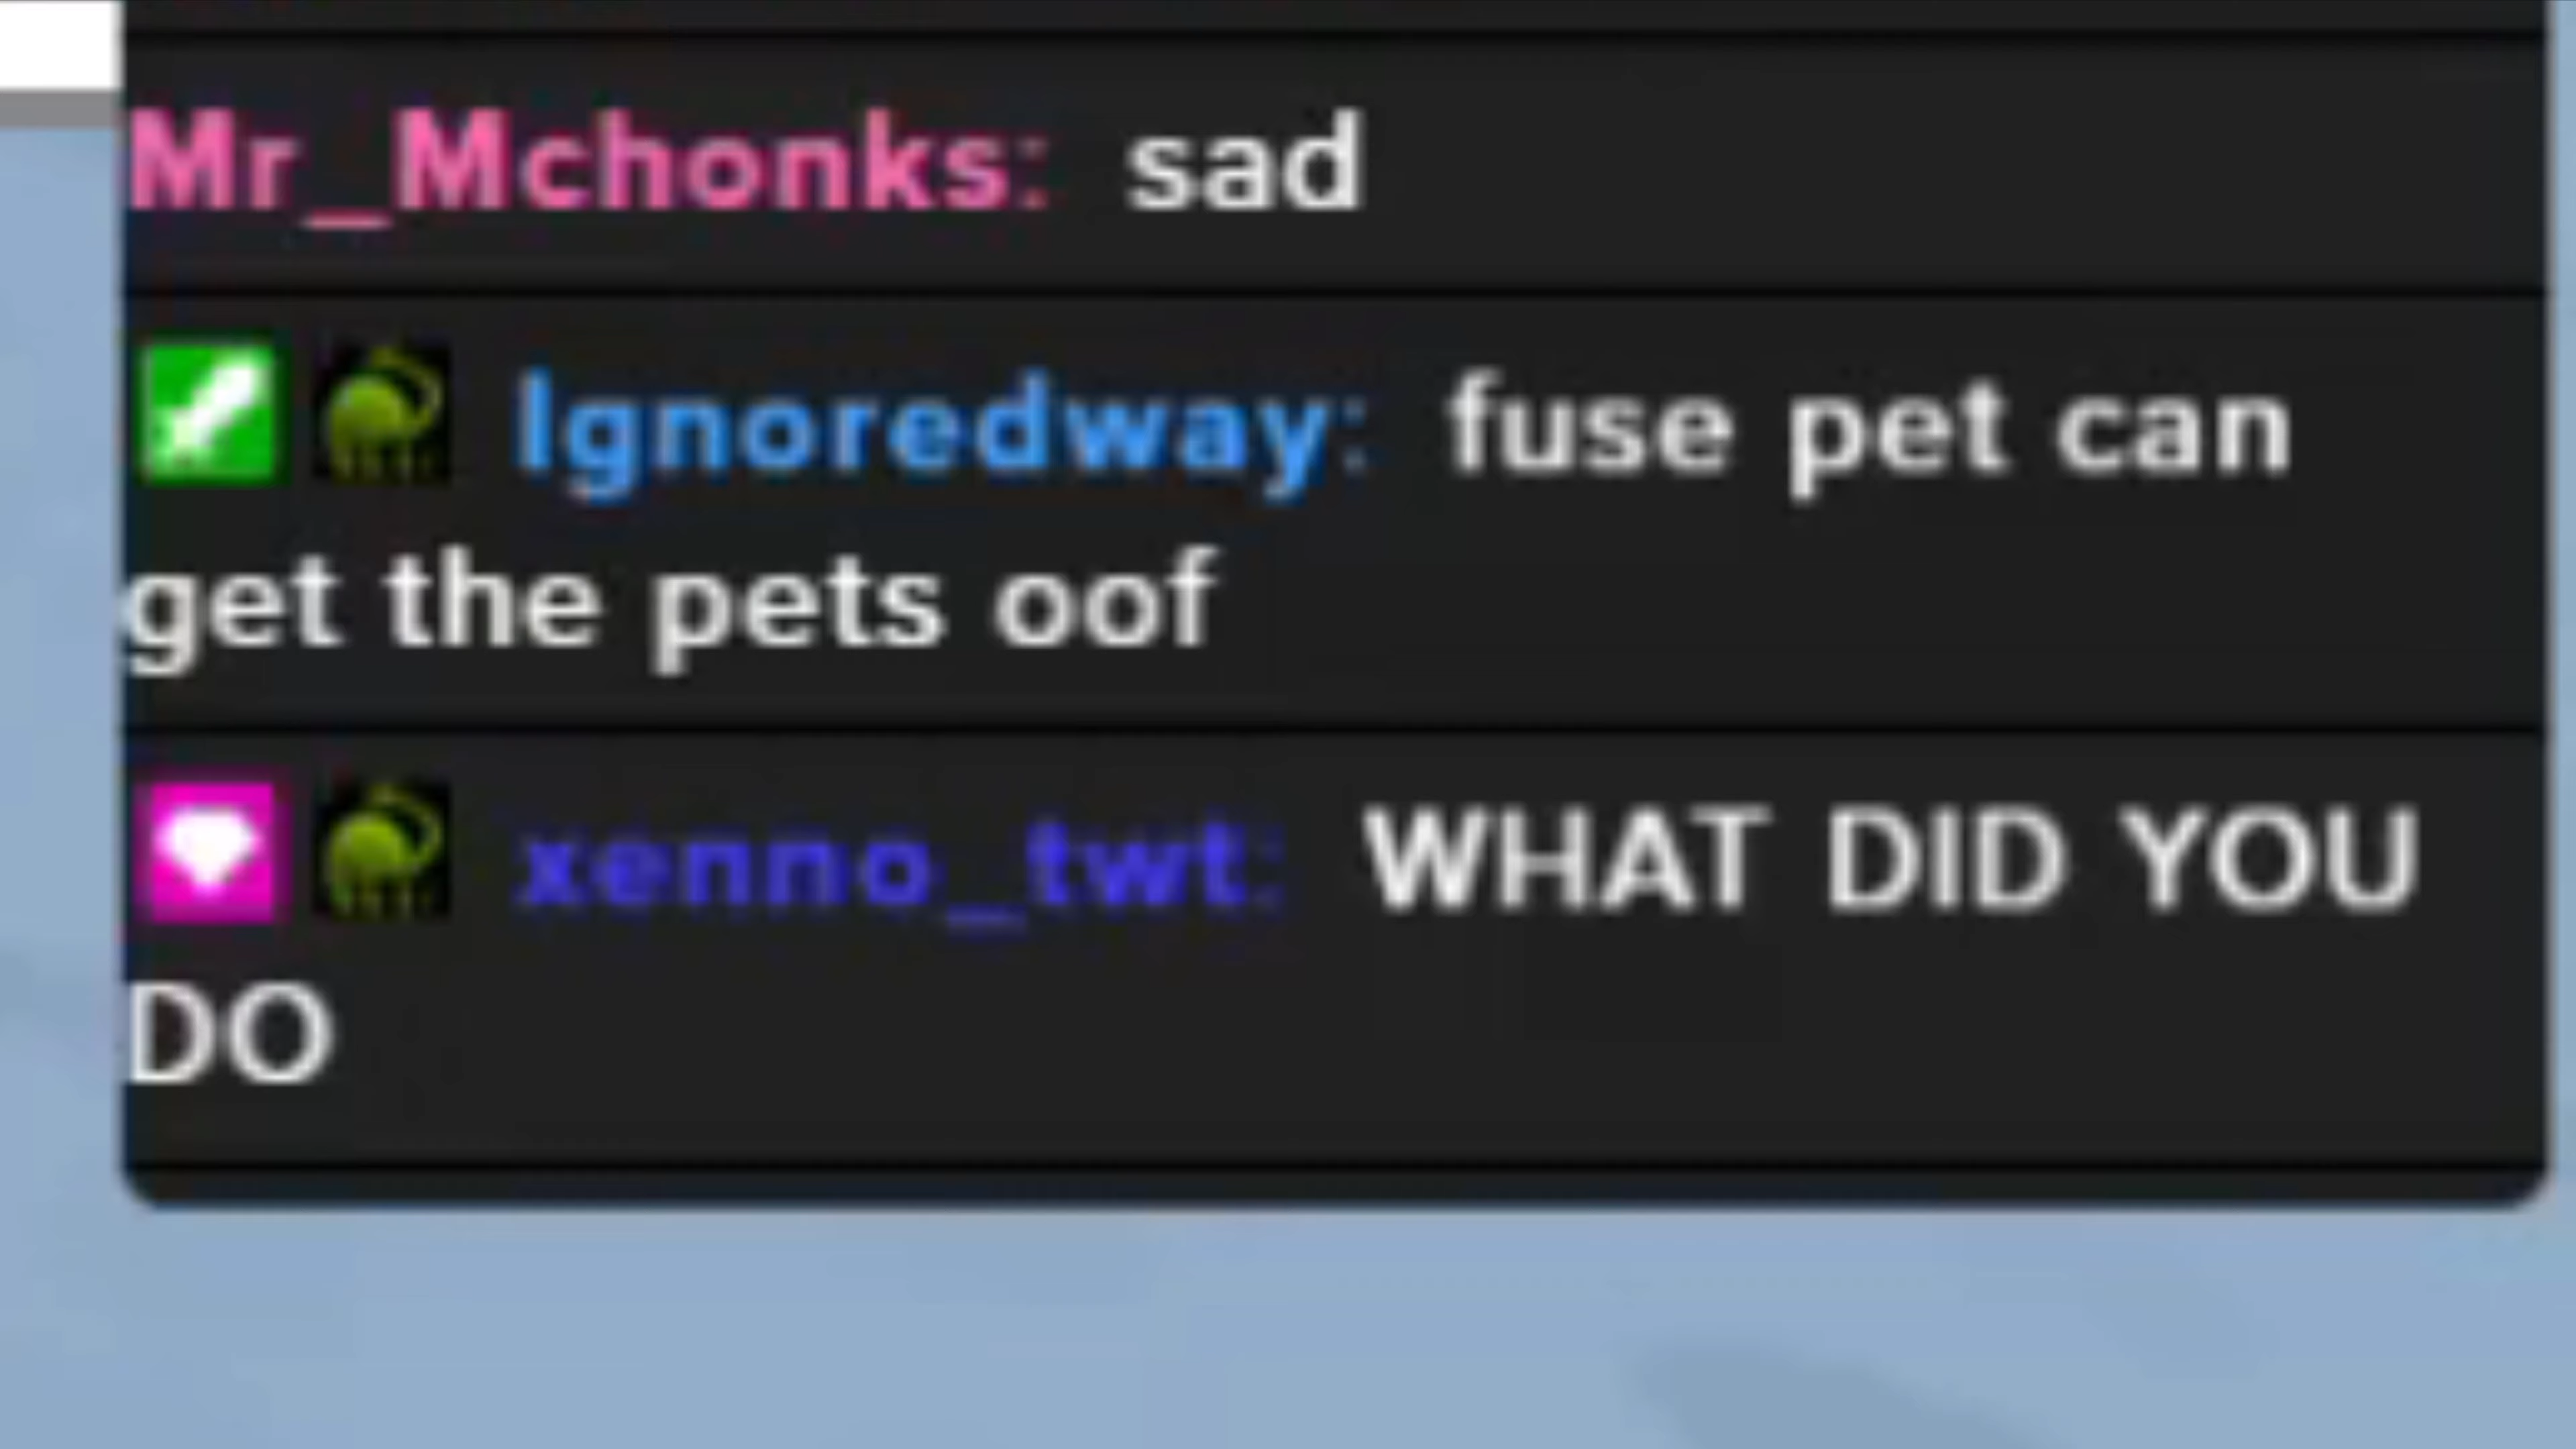 Mr_Mchonks: sad
Ignoredway: fuse pet can
get the pets oof
xenno_twt: WHAT DID YOU
DO